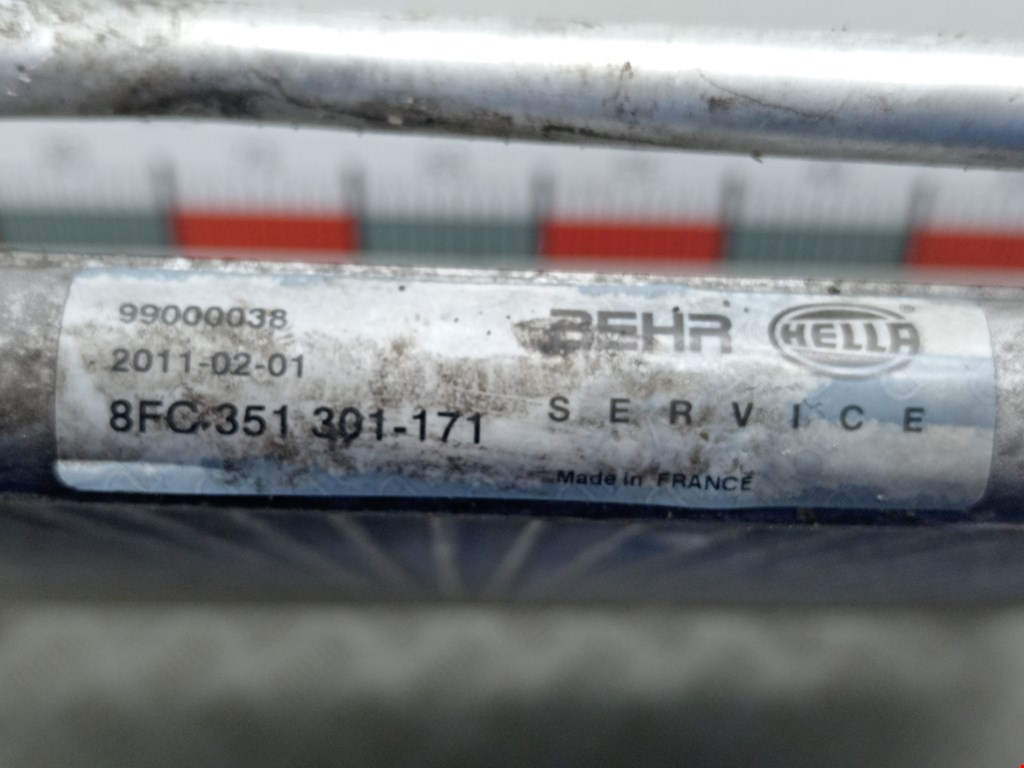 99000038
2011-02-01
8FC 351 301-171
BEHR HELLA
SERVICE
Made in FRANCE